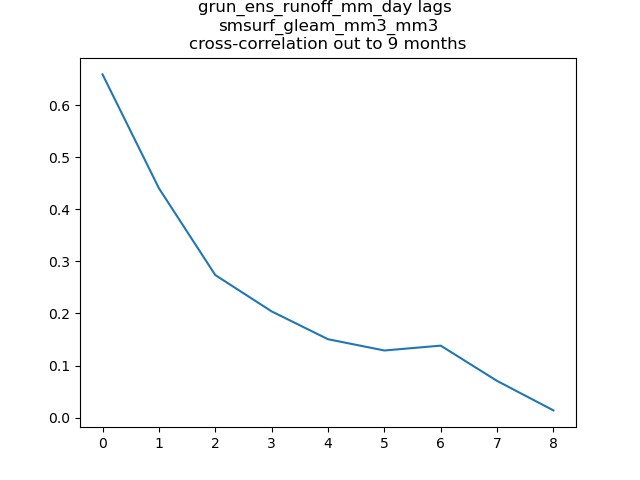 grun_ens_runoff_mm_day lags
smsurf_gleam_mm3_mm3
cross-correlation out to 9 months
0.6
0.5
0.4
0.3
0.2
0.1
0.0
0 1 2 3 4 5 6 7 8